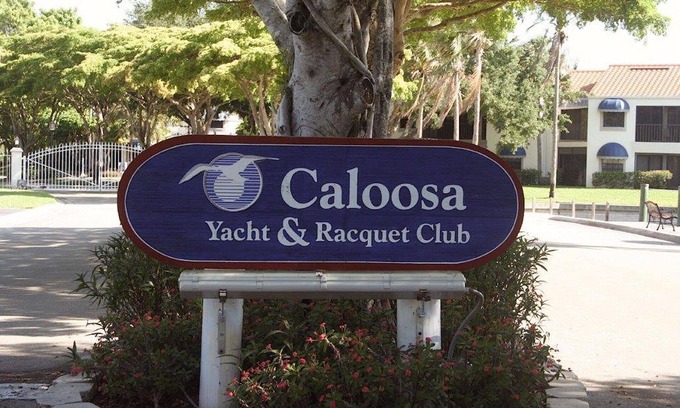 Caloosa
Yacht & Racquet Club